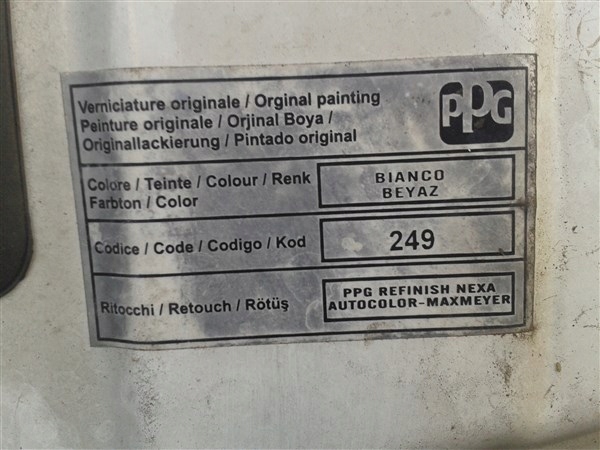 Verniciature originale / Orginal painting
Peinture originale / Orjinal Boya /
Originallackierung / Pintado original
PPG
Colore / Teinte / Colour / Renk
Farbton / Color
BIANCO
BEYAZ
Codice / Code / Codigo / Kod
249
Ritocchi / Retouch / Rötüş
PPG REFINISH NEXA
AUTOCOLOR-MAXMEYER